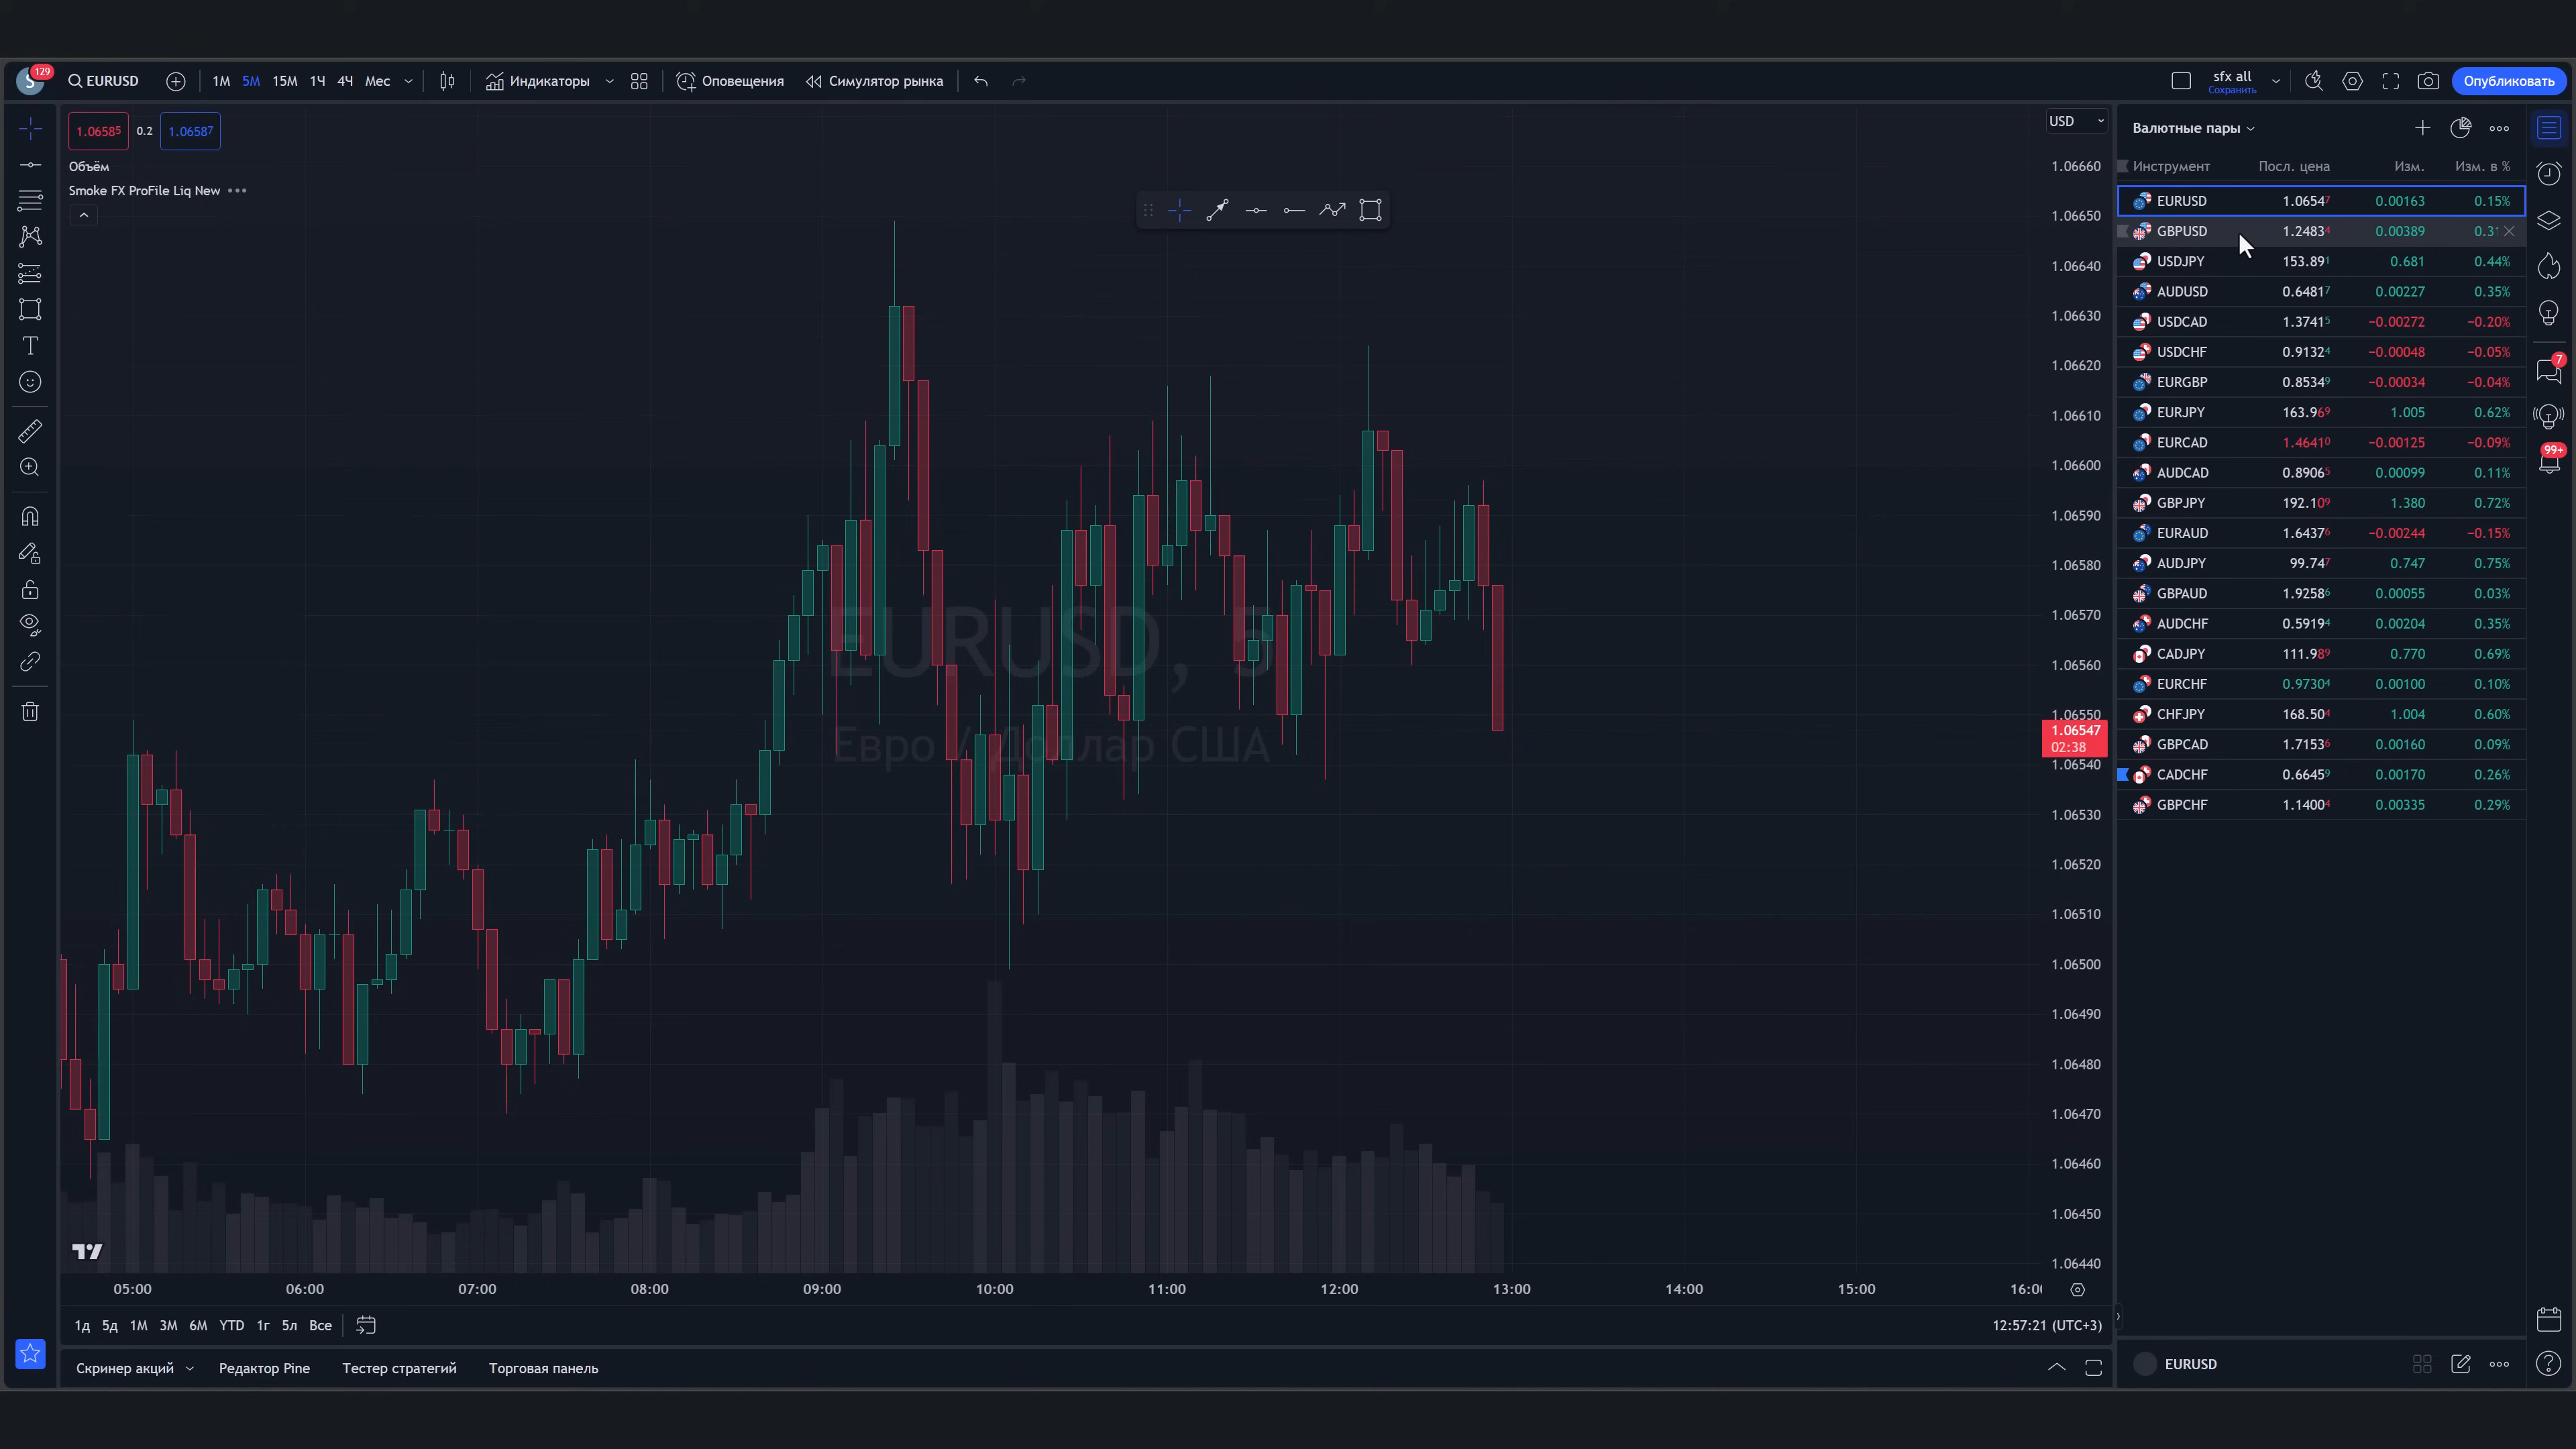 129
S
EURUSD
1М 5М 15М 1Ч 4Ч Мес
Индикаторы
Оповещения
Симулятор рынка
sfx all
Сохранить
Опубликовать
1.06585 0.2 1.06587
Объём
Smoke FX ProFile Liq New
USD
EURUSD, 5
Евро / Доллар США
1.06660
1.06650
1.06640
1.06630
1.06620
1.06610
1.06600
1.06590
1.06580
1.06570
1.06560
1.06550
1.06547
02:38
1.06540
1.06530
1.06520
1.06510
1.06500
1.06490
1.06480
1.06470
1.06460
1.06450
1.06440
05:00 06:00 07:00 08:00 09:00 10:00 11:00 12:00 13:00 14:00 15:00
1д 5д 1М 3М 6М YTD 1г 5л Все
12:57:21 (UTC+3)
Скринер акций Редактор Pine Тестер стратегий Торговая панель
Валютные пары
Инструмент Посл. цена Изм. Изм. в %
EURUSD 1.06547 0.00163 0.15%
GBPUSD 1.24834 0.00389
USDJPY 153.891 0.681 0.44%
AUDUSD 0.64817 0.00227 0.35%
USDCAD 1.37415 −0.00272 −0.20%
USDCHF 0.91324 −0.00048 −0.05%
EURGBP 0.85349 −0.00034 −0.04%
EURJPY 163.969 1.005 0.62%
EURCAD 1.46410 −0.00125 −0.09%
AUDCAD 0.89065 0.00099 0.11%
GBPJPY 192.109 1.380 0.72%
EURAUD 1.64376 −0.00244 −0.15%
AUDJPY 99.747 0.747 0.75%
GBPAUD 1.92586 0.00055 0.03%
AUDCHF 0.59194 0.00204 0.35%
CADJPY 111.989 0.770 0.69%
EURCHF 0.97304 0.00100 0.10%
CHFJPY 168.504 1.004 0.60%
GBPCAD 1.71536 0.00160 0.09%
CADCHF 0.66459 0.00170 0.26%
GBPCHF 1.14004 0.00335 0.29%
7
99+
EURUSD